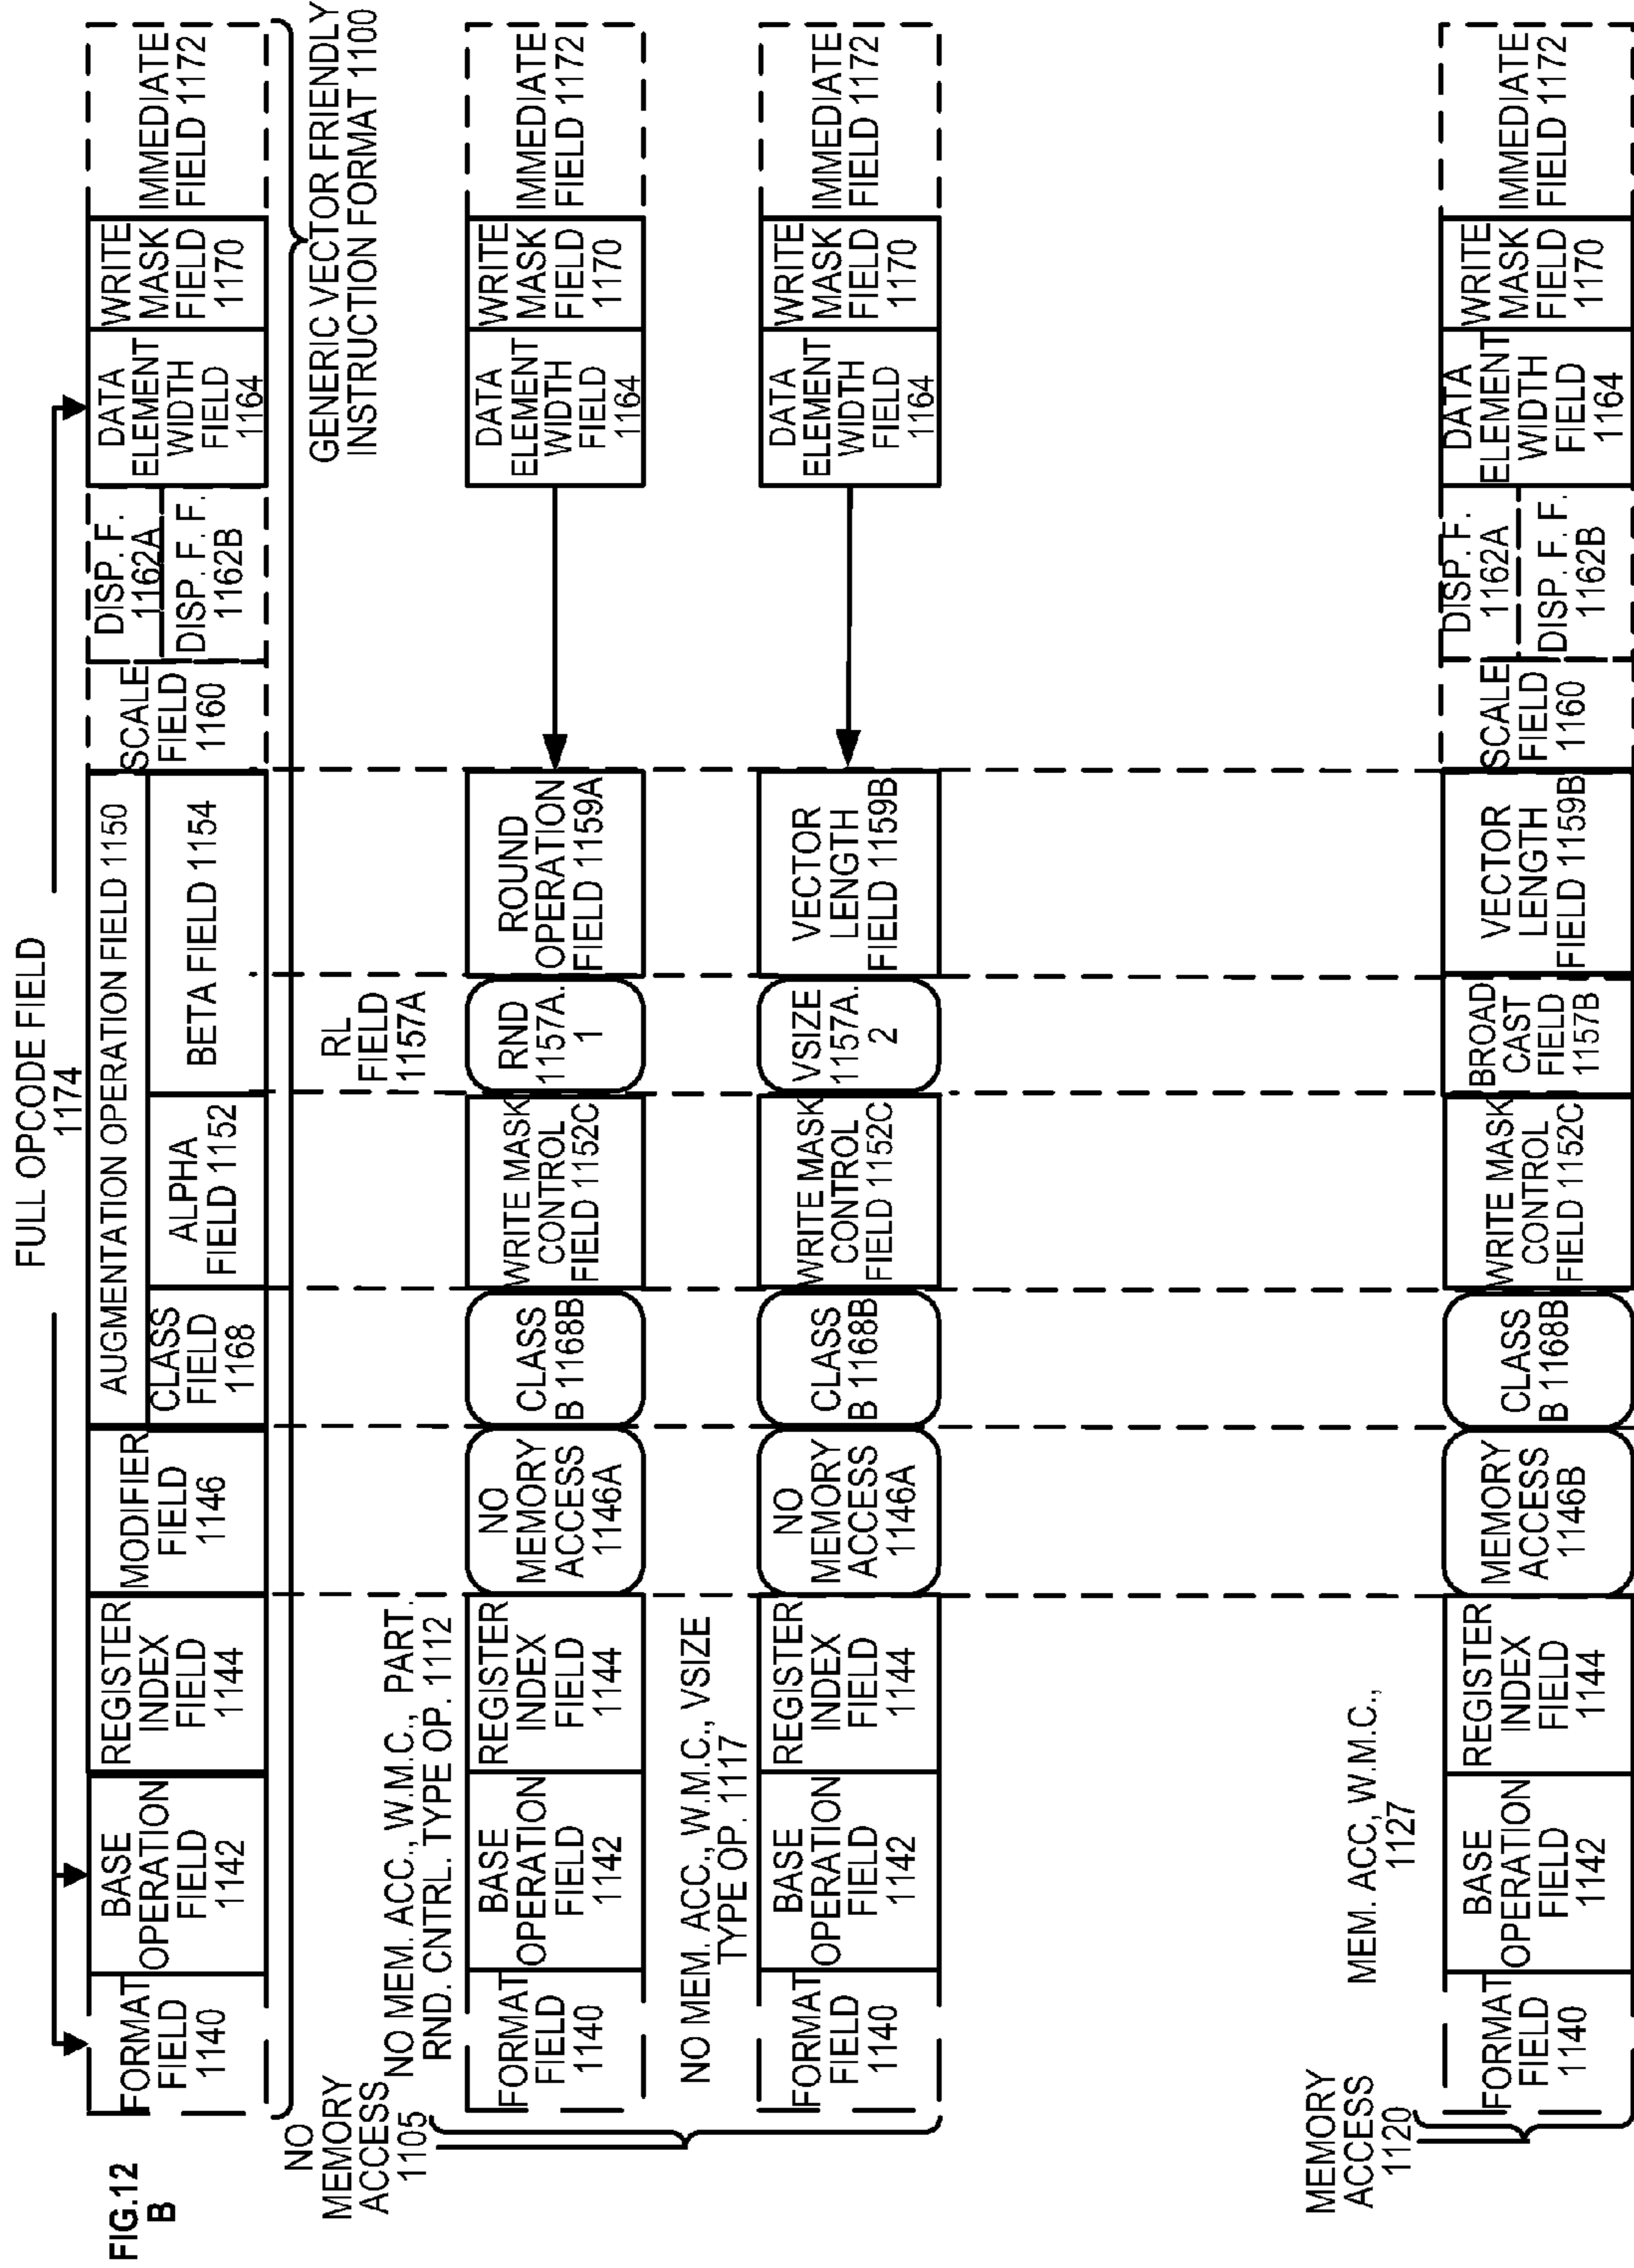 FIG.12
B
FULL OPCODE FIELD
1174
FORMAT
FIELD
1140
BASE
OPERATION
FIELD
1142
REGISTER
INDEX
FIELD
1144
MODIFIER
FIELD
1146
AUGMENTATION OPERATION FIELD 1150
CLASS
FIELD
1168
ALPHA
FIELD 1152
BETA FIELD 1154
SCALE
FIELD
1160
DISP. F.
1162A
DISP. F. F.
1162B
DATA
ELEMENT
WIDTH
FIELD
1164
WRITE
MASK
FIELD
1170
IMMEDIATE
FIELD 1172
GENERIC VECTOR FRIENDLY
INSTRUCTION FORMAT 1100
NO
MEMORY
ACCESS
1105
NO MEM. ACC., W.M.C., PART.
RND. CNTRL. TYPE OP. 1112
RL
FIELD
1157A
FORMAT
FIELD
1140
BASE
OPERATION
FIELD
1142
REGISTER
INDEX
FIELD
1144
NO
MEMORY
ACCESS
1146A
CLASS
B 1168B
WRITE MASK
CONTROL
FIELD 1152C
RND
1157A.
1
ROUND
OPERATION
FIELD 1159A
DATA
ELEMENT
WIDTH
FIELD
1164
WRITE
MASK
FIELD
1170
IMMEDIATE
FIELD 1172
NO MEM. ACC., W.M.C., VSIZE
TYPE OP. 1117
FORMAT
FIELD
1140
BASE
OPERATION
FIELD
1142
REGISTER
INDEX
FIELD
1144
NO
MEMORY
ACCESS
1146A
CLASS
B 1168B
WRITE MASK
CONTROL
FIELD 1152C
VSIZE
1157A.
2
VECTOR
LENGTH
FIELD 1159B
DATA
ELEMENT
WIDTH
FIELD
1164
WRITE
MASK
FIELD
1170
IMMEDIATE
FIELD 1172
MEMORY
ACCESS
1120
MEM. ACC, W.M.C.,
1127
FORMAT
FIELD
1140
BASE
OPERATION
FIELD
1142
REGISTER
INDEX
FIELD
1144
MEMORY
ACCESS
1146B
CLASS
B 1168B
WRITE MASK
CONTROL
FIELD 1152C
BROAD
CAST
FIELD
1157B
VECTOR
LENGTH
FIELD 1159B
SCALE
FIELD
1160
DISP. F.
1162A
DISP. F. F.
1162B
DATA
ELEMENT
WIDTH
FIELD
1164
WRITE
MASK
FIELD
1170
IMMEDIATE
FIELD 1172